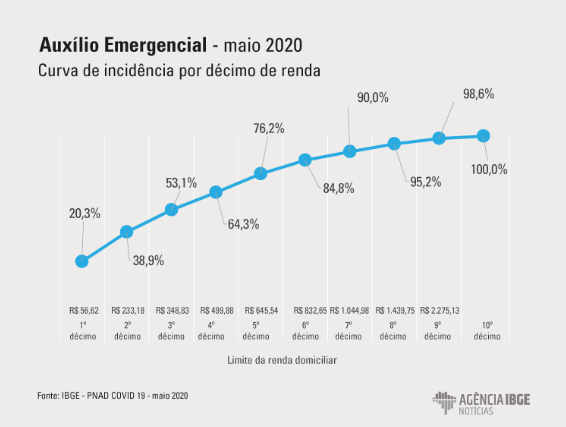 Auxílio Emergencial - maio 2020
Curva de incidência por décimo de renda
20,3%
38,9%
53,1%
64,3%
76,2%
84,8%
90,0%
95,2%
98,6%
100,0%
R$ 56,62 R$ 233,18 R$ 348,83 R$ 499,88 R$ 645,54 R$ 832,65 R$ 1.044,98 R$ 1.439,75 R$ 2.275,13
1º 2º 3º 4º 5º 6º 7º 8º 9º 10º
décimo décimo décimo décimo décimo décimo décimo décimo décimo décimo
Limite da renda domiciliar
Fonte: IBGE - PNAD COVID 19 - maio 2020
AGÊNCIA IBGE
NOTÍCIAS